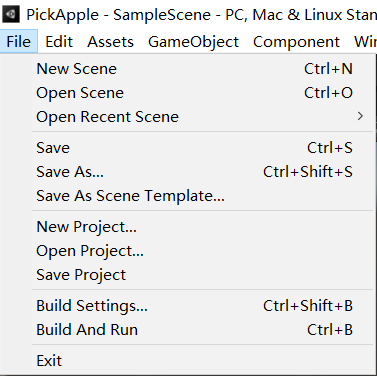 PickApple - SampleScene - PC, Mac & Linux Stan
File Edit Assets GameObject Component Win
New Scene Ctrl+N
Open Scene Ctrl+O
Open Recent Scene >
Save Ctrl+S
Save As... Ctrl+Shift+S
Save As Scene Template...
New Project...
Open Project...
Save Project
Build Settings... Ctrl+Shift+B
Build And Run Ctrl+B
Exit